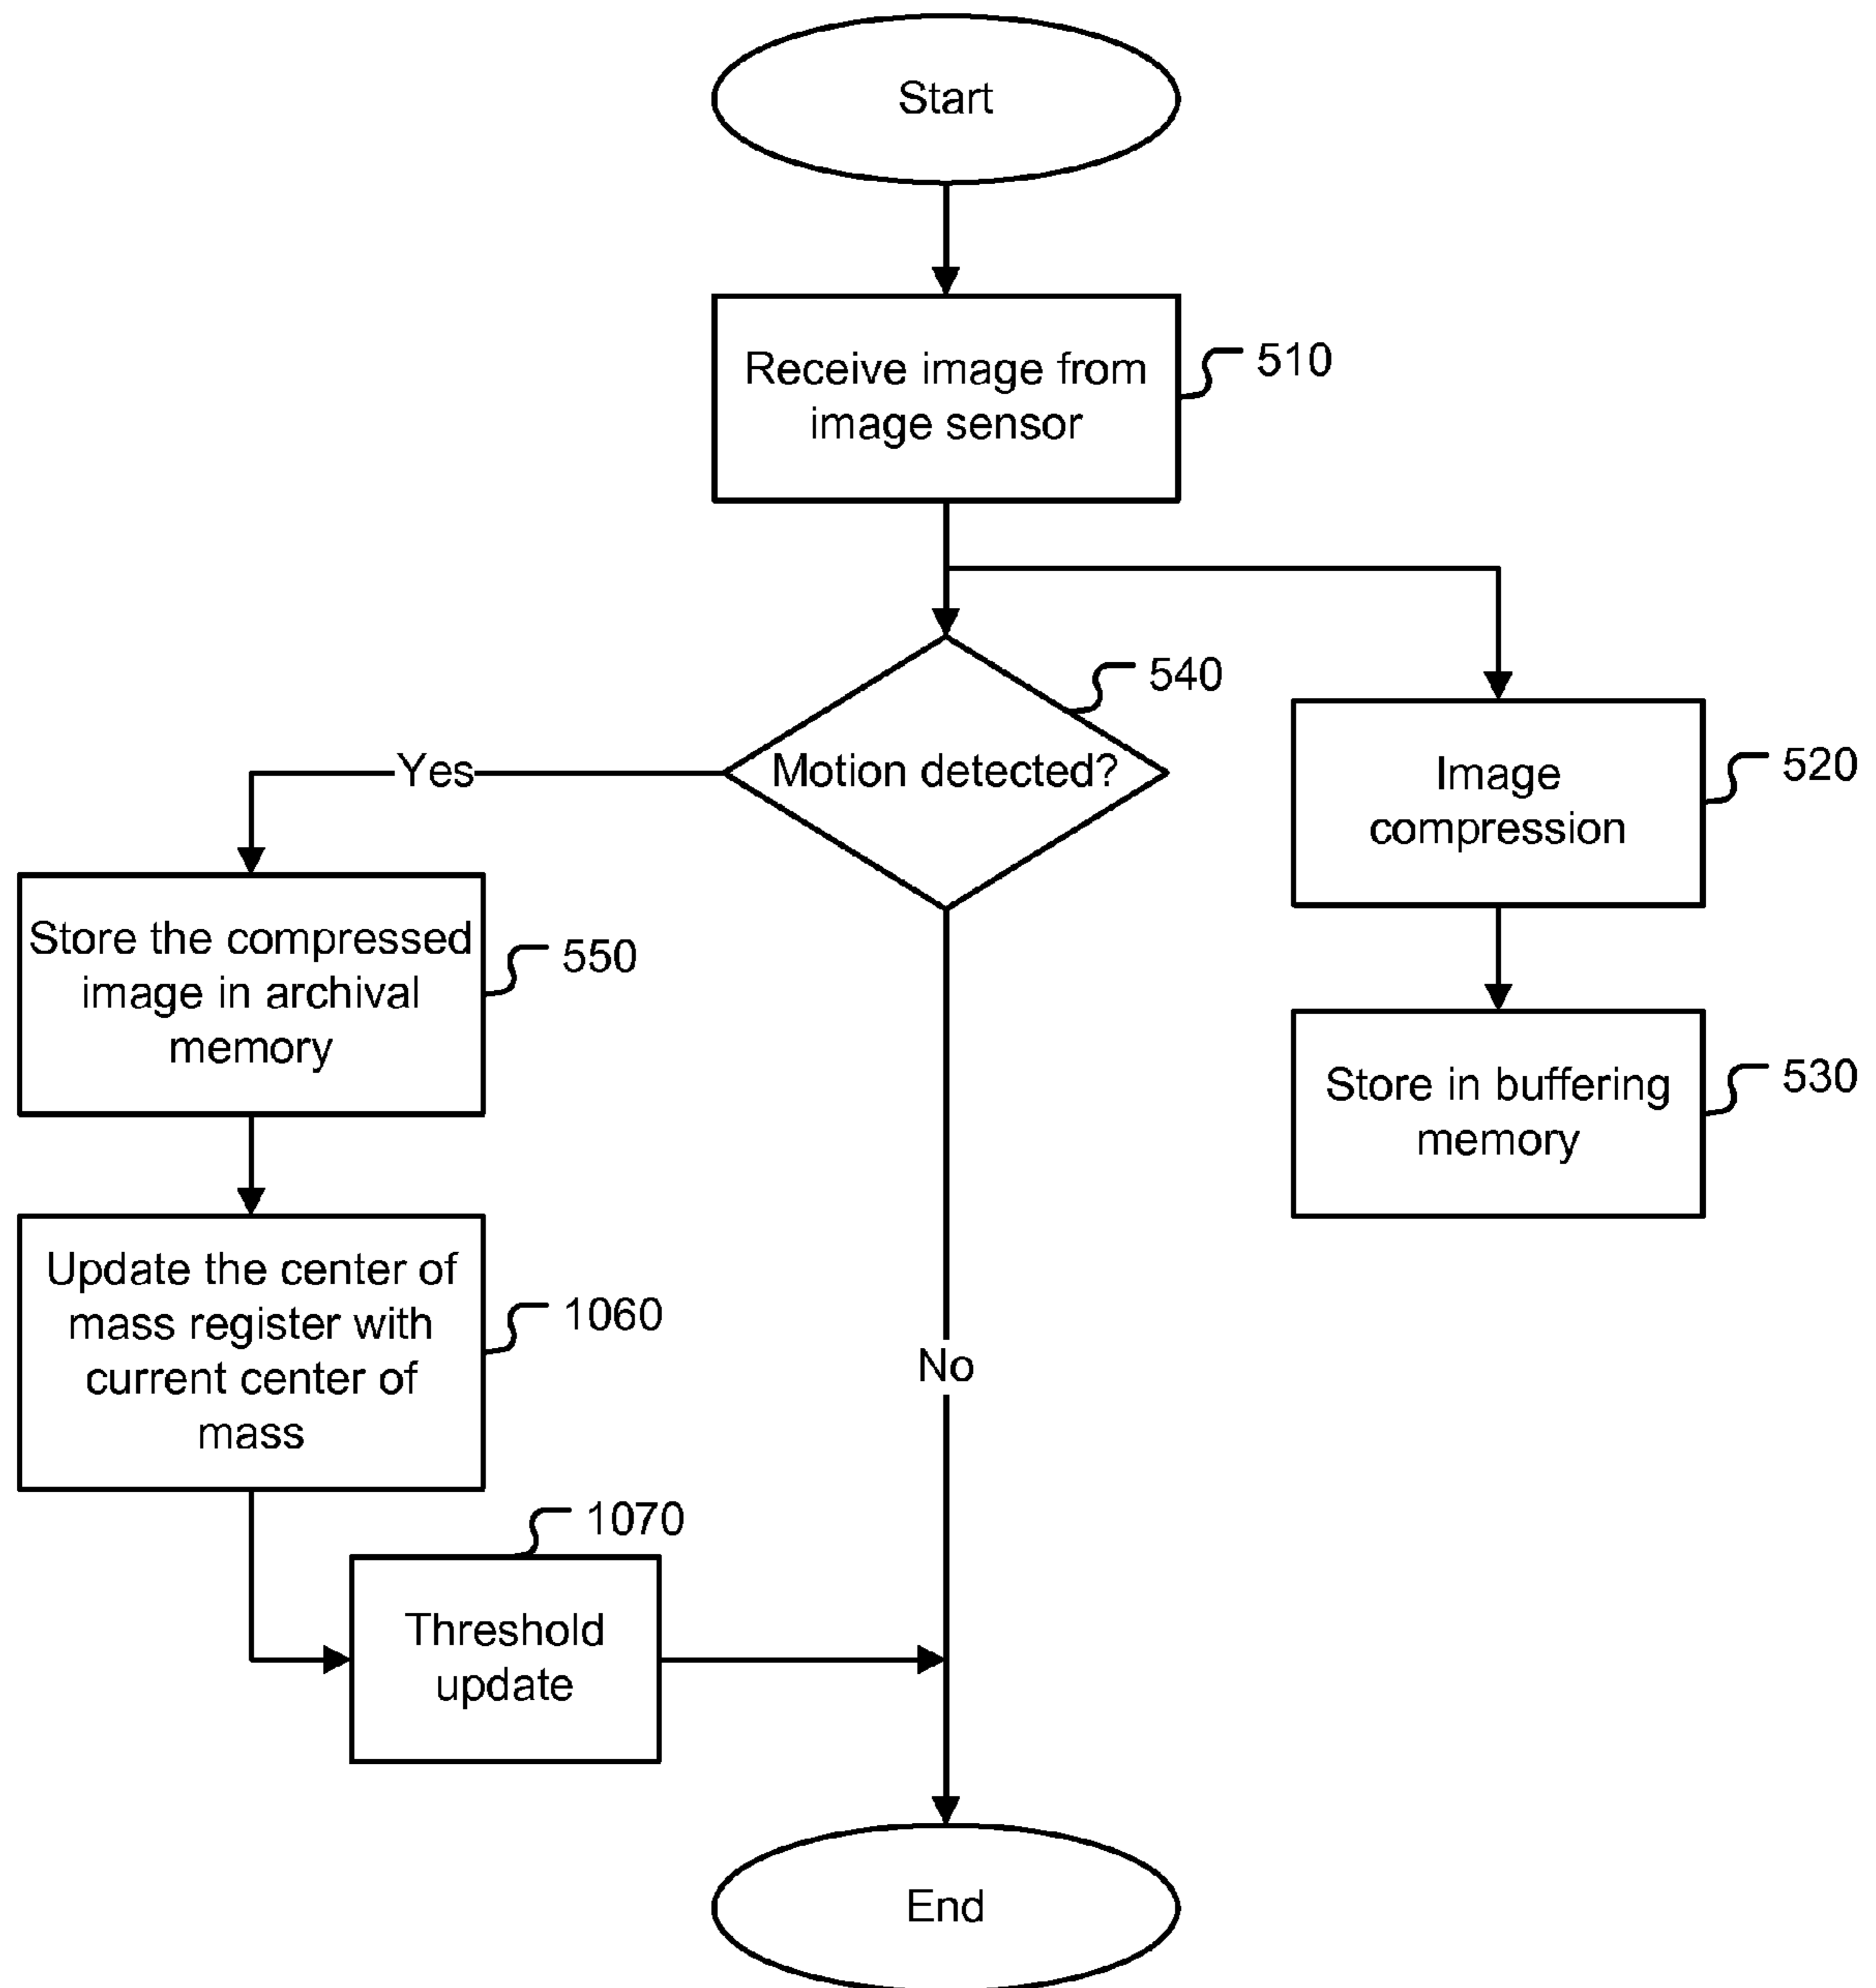 Start
Receive image from
image sensor
510
540
Motion detected?
Yes
520
Image
compression
Store the compressed
image in archival
memory
550
530
Store in buffering
memory
Update the center of
mass register with
current center of
mass
1060
No
1070
Threshold
update
End